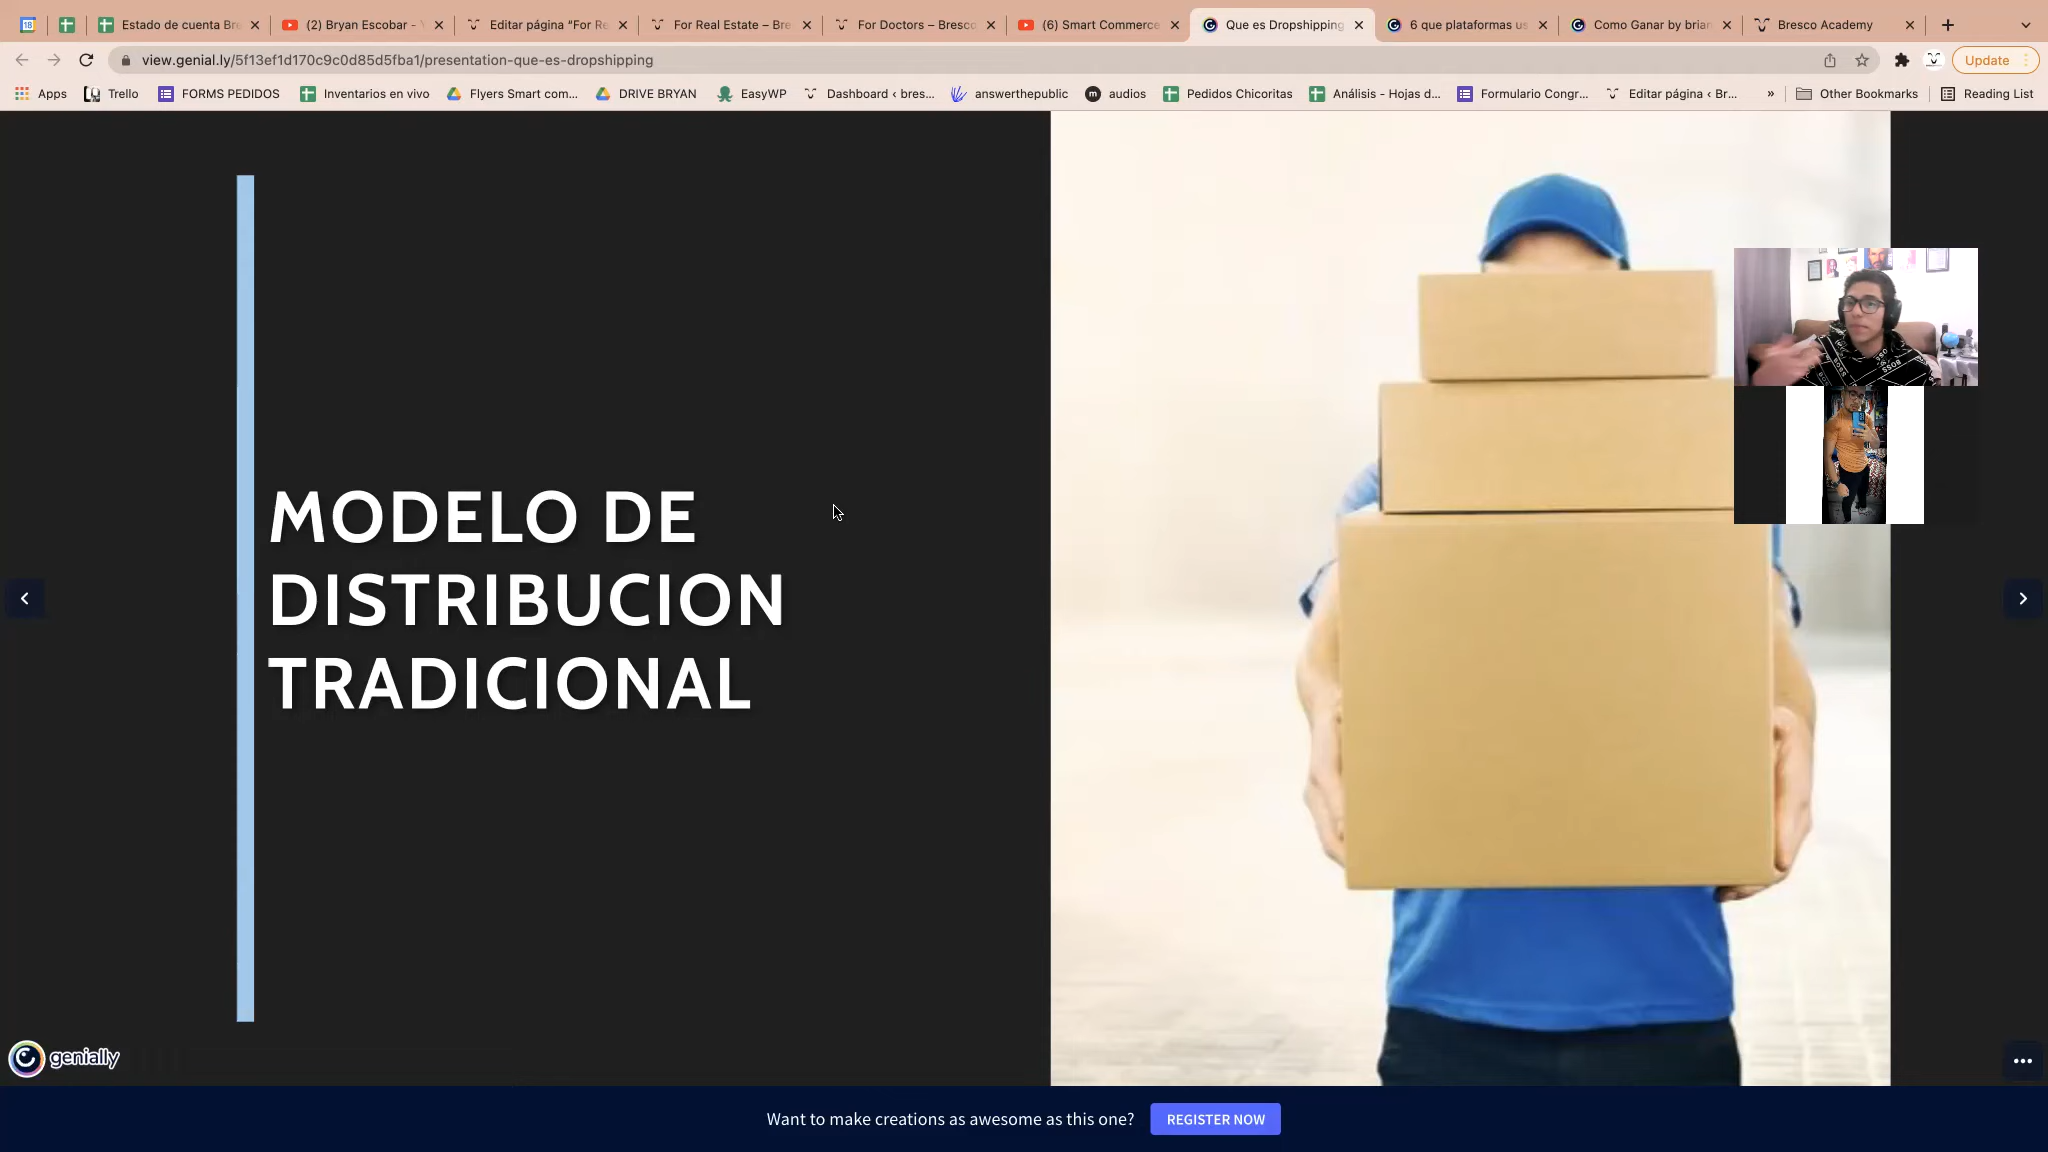 18
Estado de cuenta Bre
(2) Bryan Escobar - Y
Editar página “For Re
For Real Estate – Bre
For Doctors – Bresco
(6) Smart Commerce
Que es Dropshipping
6 que plataformas us
Como Ganar by brian
Bresco Academy
view.genial.ly/5f13ef1d170c9c0d85d5fba1/presentation-que-es-dropshipping
Update
Apps
Trello
FORMS PEDIDOS
Inventarios en vivo
Flyers Smart com...
DRIVE BRYAN
EasyWP
Dashboard ‹ bres...
answerthepublic
m
audios
Pedidos Chicoritas
Análisis - Hojas d...
Formulario Congr...
Editar página ‹ Br...
»
Other Bookmarks
Reading List
MODELO DE
DISTRIBUCION
TRADICIONAL
BOSS
genially
Want to make creations as awesome as this one?
REGISTER NOW